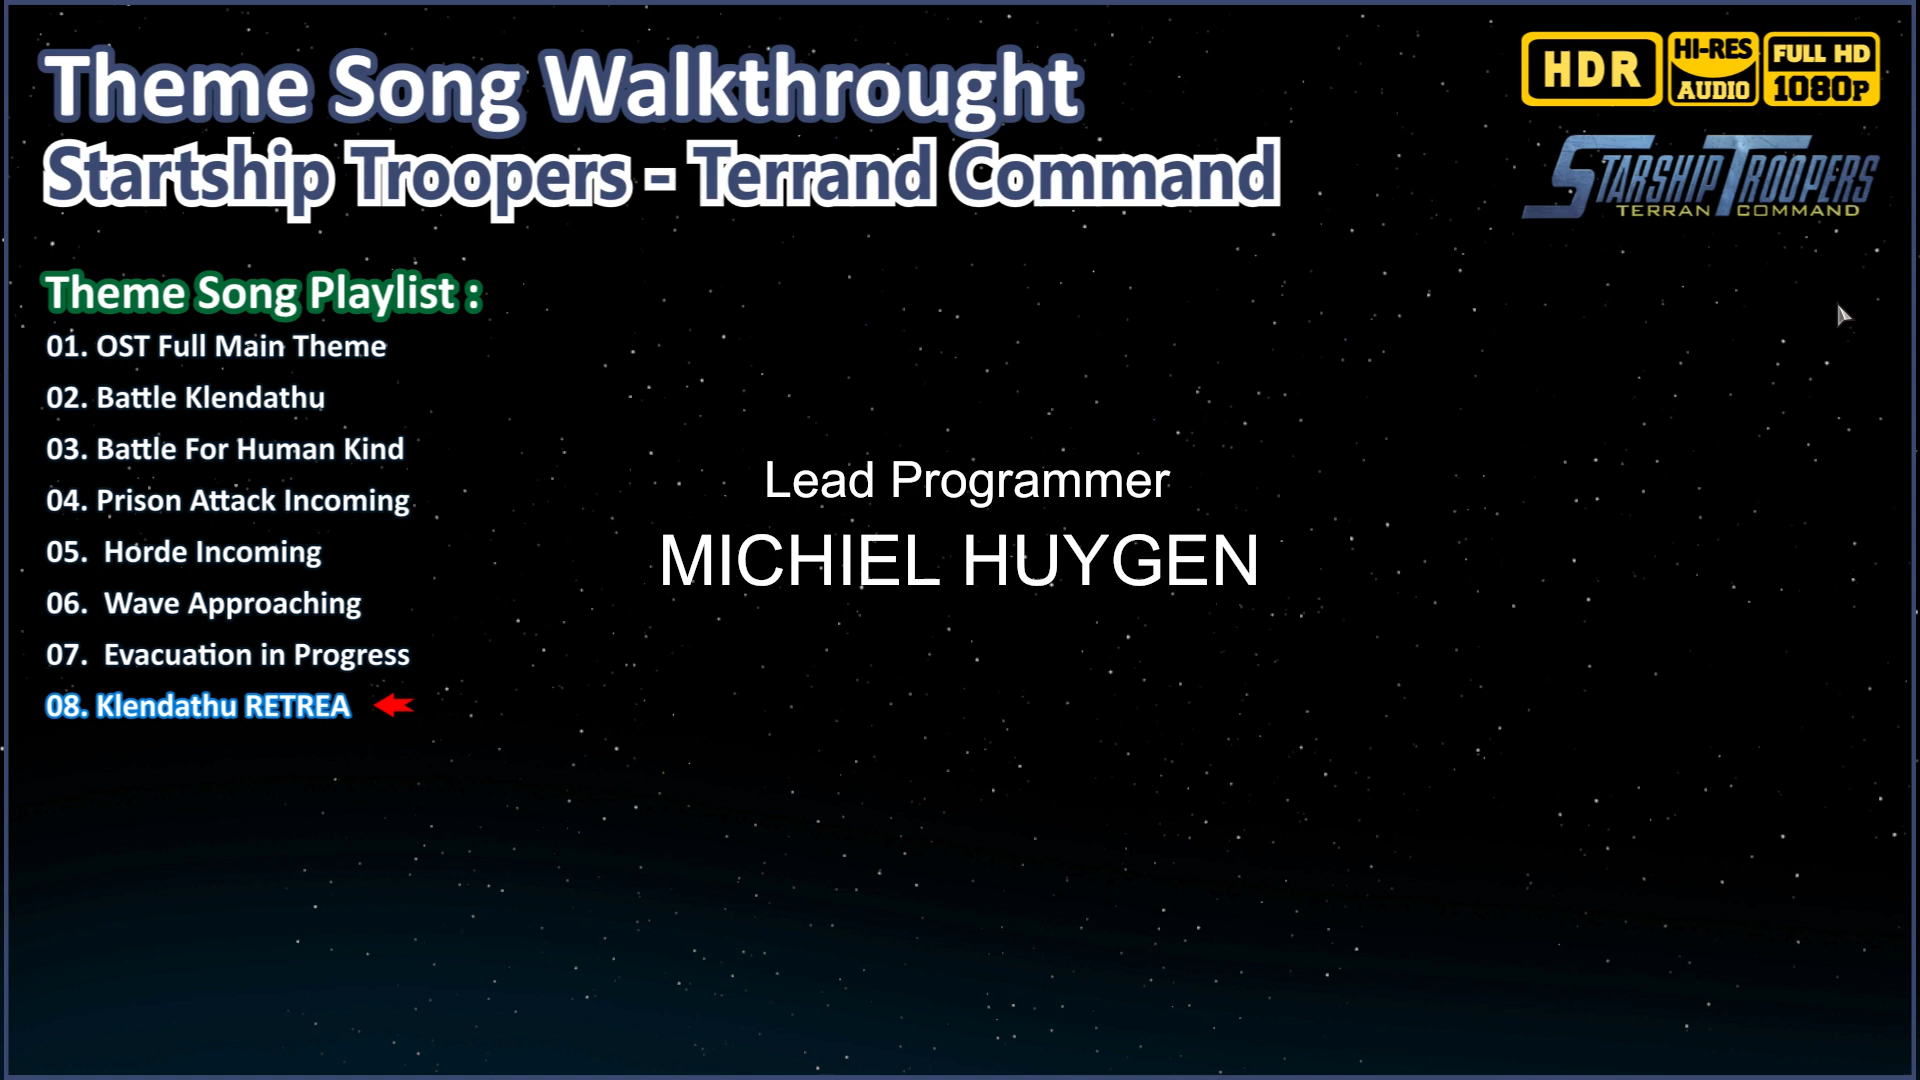 Theme Song Walkthrought
Startship Troopers - Terrand Command
HDR
HI-RES
AUDIO
FULL HD
1080p
STARSHIP TROOPERS
TERRAN COMMAND
Theme Song Playlist :
01. OST Full Main Theme
02. Battle Klendathu
03. Battle For Human Kind
04. Prison Attack Incoming
05.  Horde Incoming
06.  Wave Approaching
07.  Evacuation in Progress
08. Klendathu RETREA
Lead Programmer
MICHIEL HUYGEN